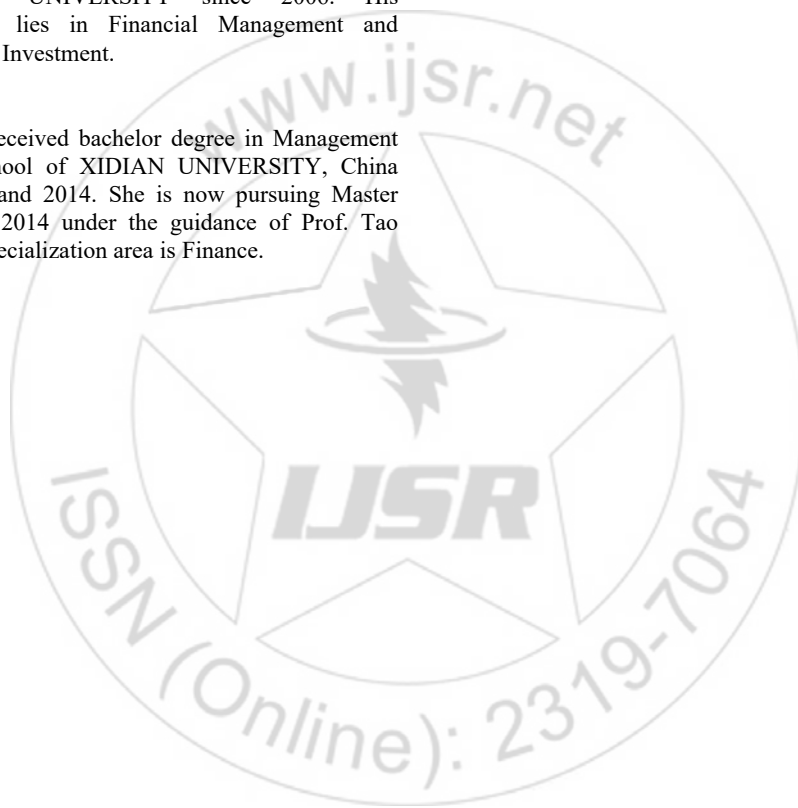 UNIVERSITY since 2006. His
lies in Financial Management and
Investment.
eceived bachelor degree in Management
ool of XIDIAN UNIVERSITY, China
and 2014. She is now pursuing Master
2014 under the guidance of Prof. Tao
ecialization area is Finance.
www.ijsr.net
IJSR
ISSN (Online): 2319-7064